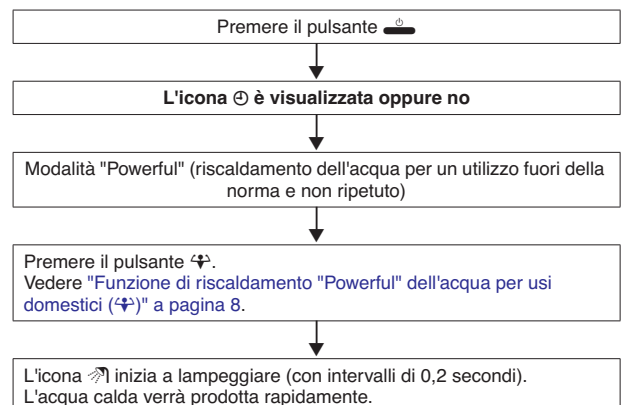 Premere il pulsante
L'icona è visualizzata oppure no
Modalità "Powerful" (riscaldamento dell'acqua per un utilizzo fuori della
norma e non ripetuto)
Premere il pulsante .
Vedere "Funzione di riscaldamento "Powerful" dell'acqua per usi
domestici ()" a pagina 8.
L'icona inizia a lampeggiare (con intervalli di 0,2 secondi).
L'acqua calda verrà prodotta rapidamente.